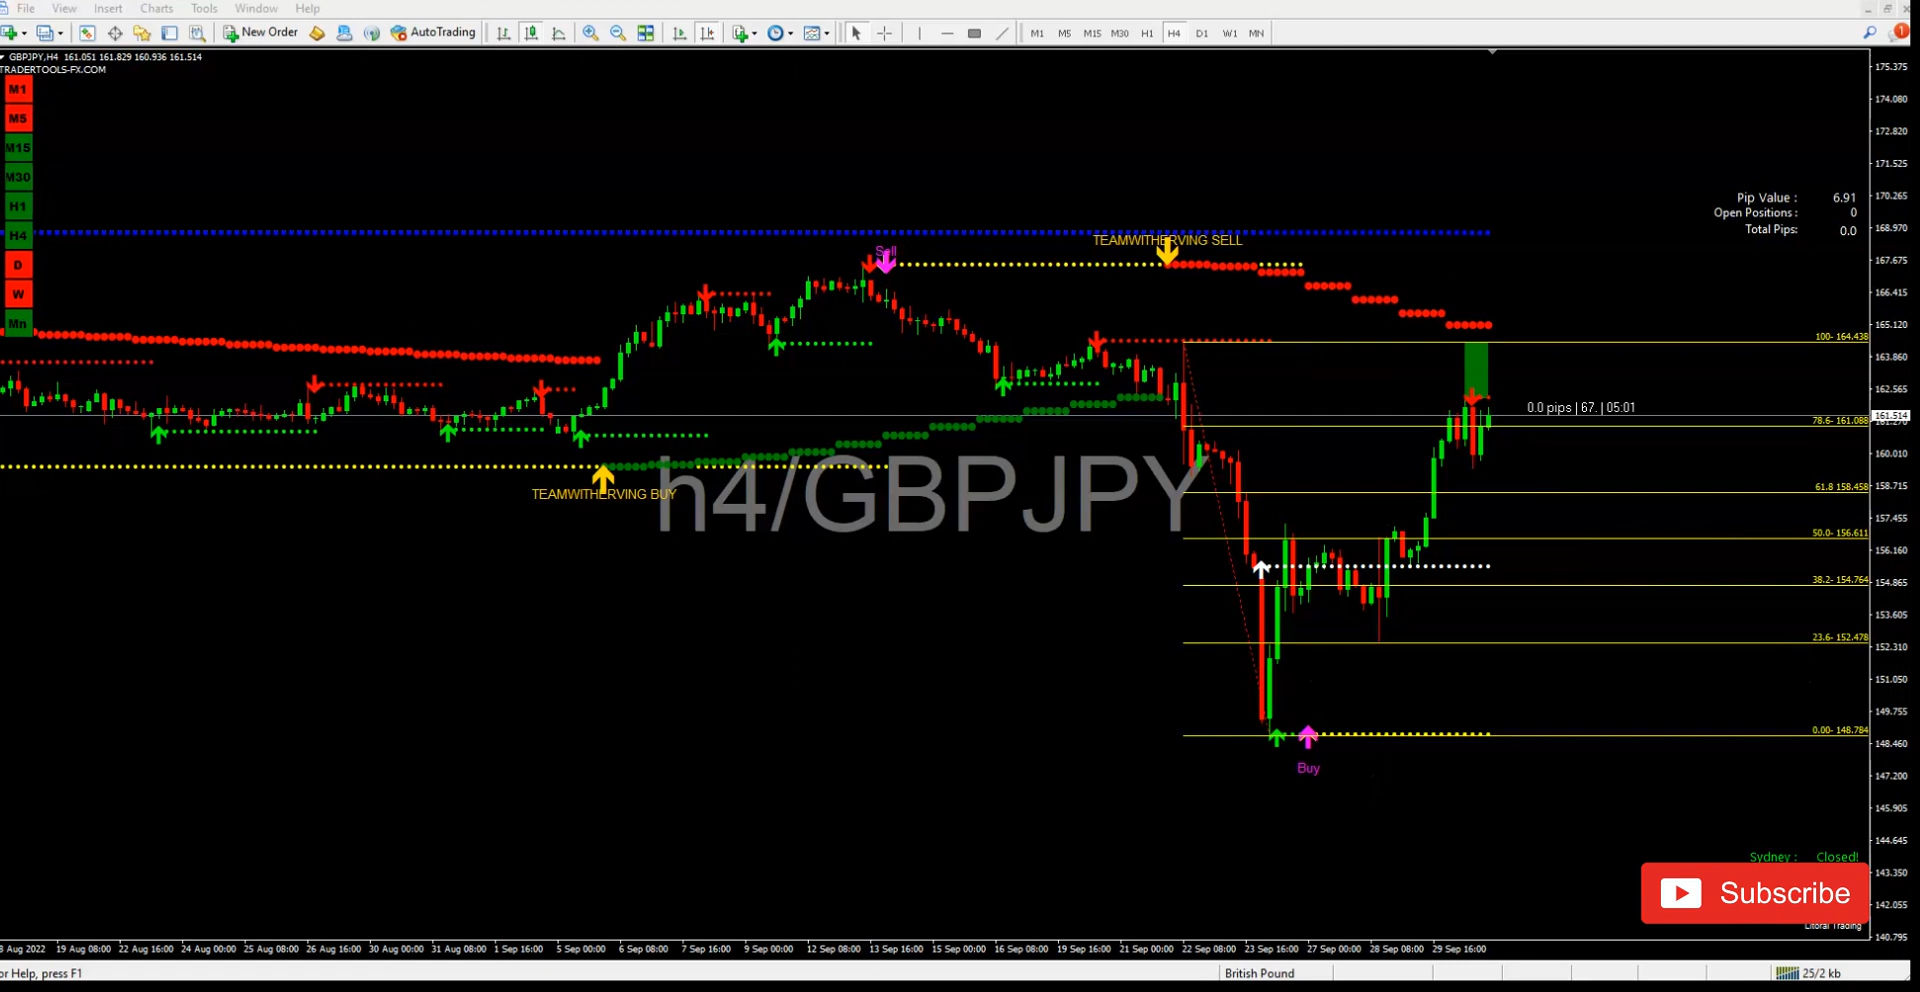 File View Insert Charts Tools Window Help
New Order AutoTrading M1 M5 M15 M30 H1 H4 D1 W1 MN 1
GBPJPY,H4 161.051 161.829 160.936 161.514
TRADERTOOLS-FX.COM
M1
M5
M15
M30
H1
H4
D
W
Mn
Pip Value : 6.91
Open Positions : 0
Total Pips: 0.0
Sell
TEAMWITHERVING SELL
TEAMWITHERVING BUY
h4/GBPJPY
0.0 pips | 67. | 05:01
100- 164.438
78.6- 161.088
61.8 158.458
50.0- 156.611
38.2- 154.764
23.6- 152.478
0.00- 148.784
Buy
175.375
174.080
172.820
171.525
170.265
168.970
167.675
166.415
165.120
163.860
162.565
161.514
161.270
160.010
158.715
157.455
156.160
154.865
153.605
152.310
151.050
149.755
148.460
147.200
145.905
144.645
143.350
142.055
140.795
Sydney : Closed!
Subscribe
Litoral Trading
8 Aug 2022 19 Aug 08:00 22 Aug 16:00 24 Aug 00:00 25 Aug 08:00 26 Aug 16:00 30 Aug 00:00 31 Aug 08:00 1 Sep 16:00 5 Sep 00:00 6 Sep 08:00 7 Sep 16:00 9 Sep 00:00 12 Sep 08:00 13 Sep 16:00 15 Sep 00:00 16 Sep 08:00 19 Sep 16:00 21 Sep 00:00 22 Sep 08:00 23 Sep 16:00 27 Sep 00:00 28 Sep 08:00 29 Sep 16:00
or Help, press F1
British Pound
25/2 kb